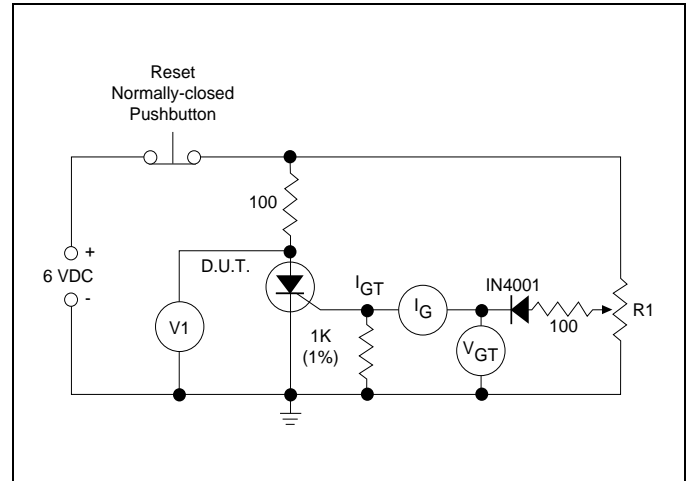 Reset
Normally-closed
Pushbutton
100
+
6 VDC
-
D.U.T.
V1
IGT
1K
(1%)
IG
VGT
IN4001
100
R1